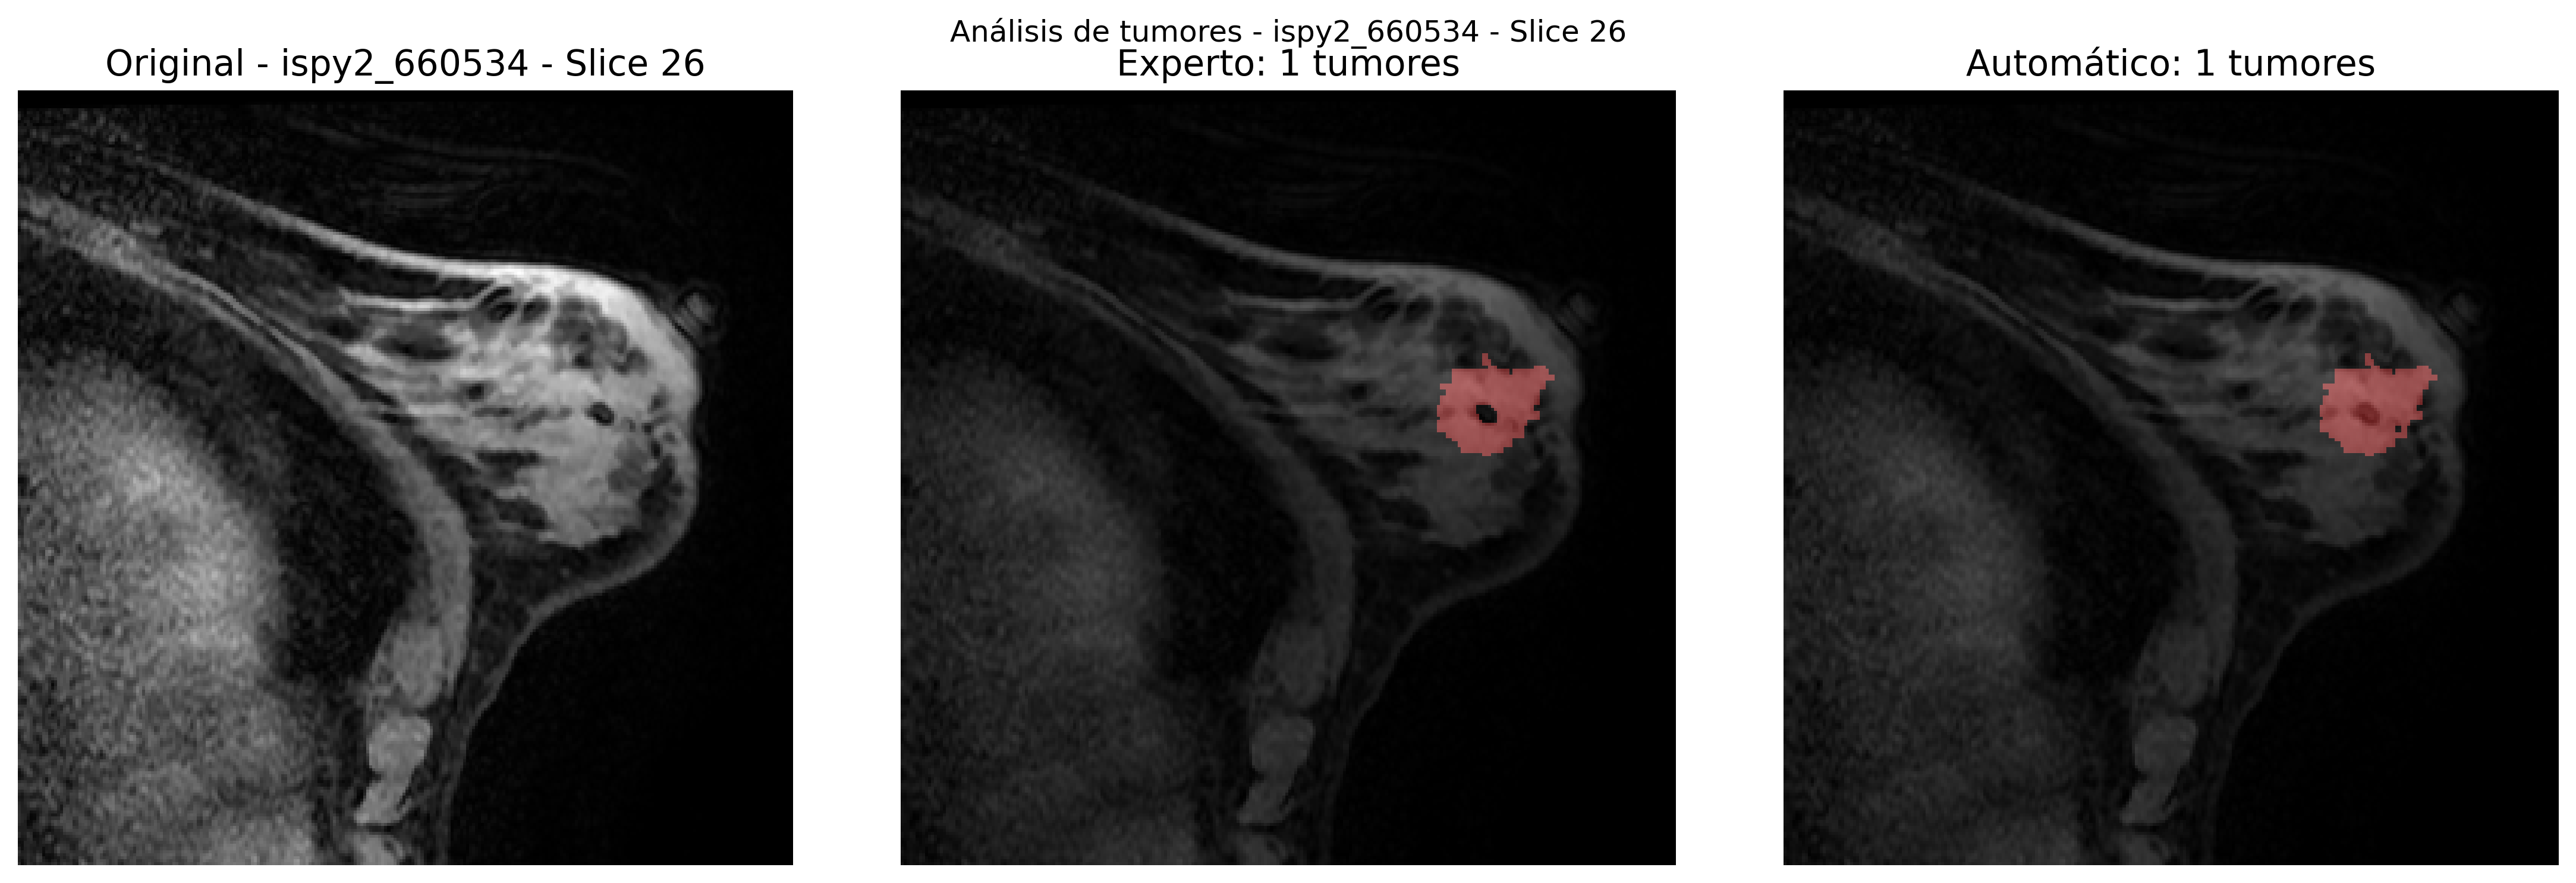 Análisis de tumores - ispy2_660534 - Slice 26
Original - ispy2_660534 - Slice 26
Experto: 1 tumores
Automático: 1 tumores